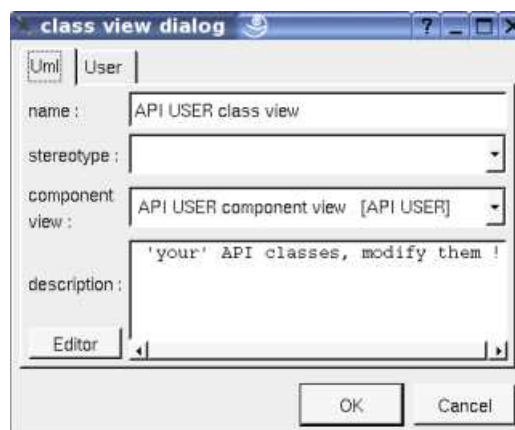 class view dialog ? _
Uml User
name : API USER class view
stereotype :
component view : API USER component view [API USER]
description : 'your' API classes, modify them !
Editor
OK Cancel